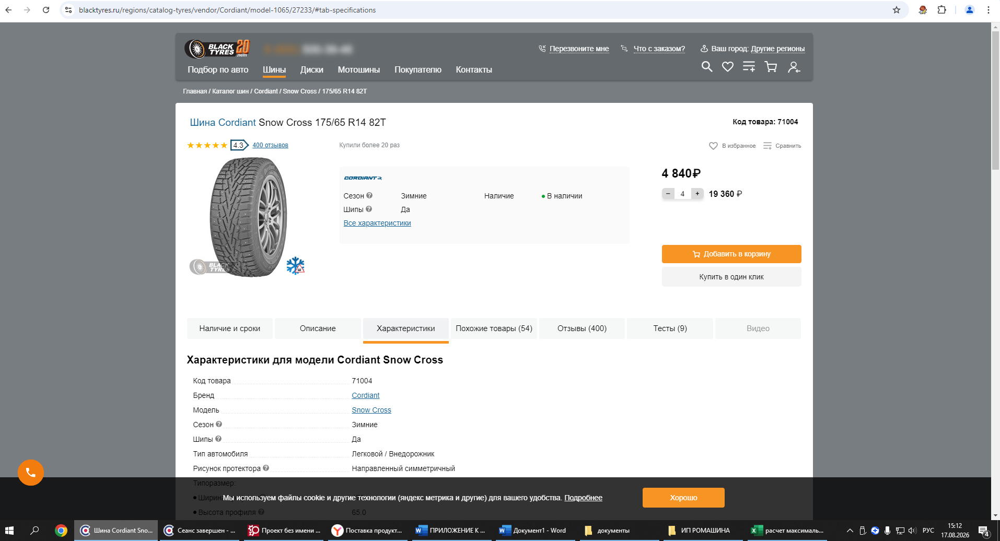 blacktyres.ru/regions/catalog-tyres/vendor/Cordiant/model-1065/27233/#tab-specifications
BLACK TYRES 20 лет
Перезвоните мне
Что с заказом?
Ваш город: Другие регионы
Подбор по авто
Шины
Диски
Мотошины
Покупателю
Контакты
Главная / Каталог шин / Cordiant / Snow Cross / 175/65 R14 82T
Шина Cordiant Snow Cross 175/65 R14 82T
Код товара: 71004
4.3
400 отзывов
Купили более 20 раз
В избранное
Сравнить
CORDIANT
4 840₽
Сезон ?
Зимние
Наличие
В наличии
− 4 +
19 360 ₽
Шипы ?
Да
Все характеристики
BLACK TYRES
Ш
Добавить в корзину
Купить в один клик
Наличие и сроки
Описание
Характеристики
Похожие товары (54)
Отзывы (400)
Тесты (9)
Видео
Характеристики для модели Cordiant Snow Cross
Код товара 71004
Бренд Cordiant
Модель Snow Cross
Сезон ? Зимние
Шипы ? Да
Тип автомобиля Легковой / Внедорожник
Рисунок протектора ? Направленный симметричный
Типоразмер:
Мы используем файлы cookie и другие технологии (яндекс метрика и другие) для вашего удобства. Подробнее
Хорошо
• Высота профиля ? 65.0
Шина Cordiant Sno...
Сеанс завершен - ...
Проект без имени ...
Поставка продукт...
ПРИЛОЖЕНИЕ К ...
Документ1 - Word
документы
ИП РОМАШИНА
расчет максималь...
РУС
15:12
17.08.2026
4